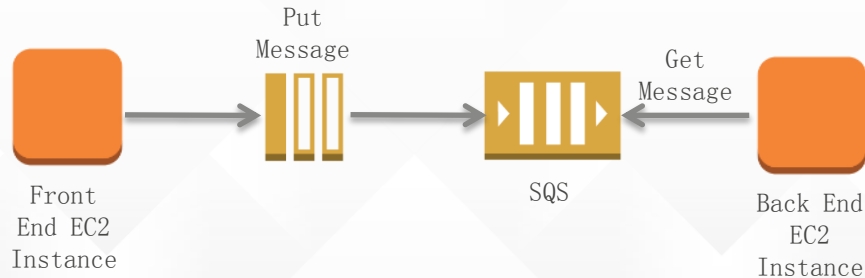 Put
Message
Get
Message
Front
End EC2
Instance
SQS
Back End
EC2
Instance